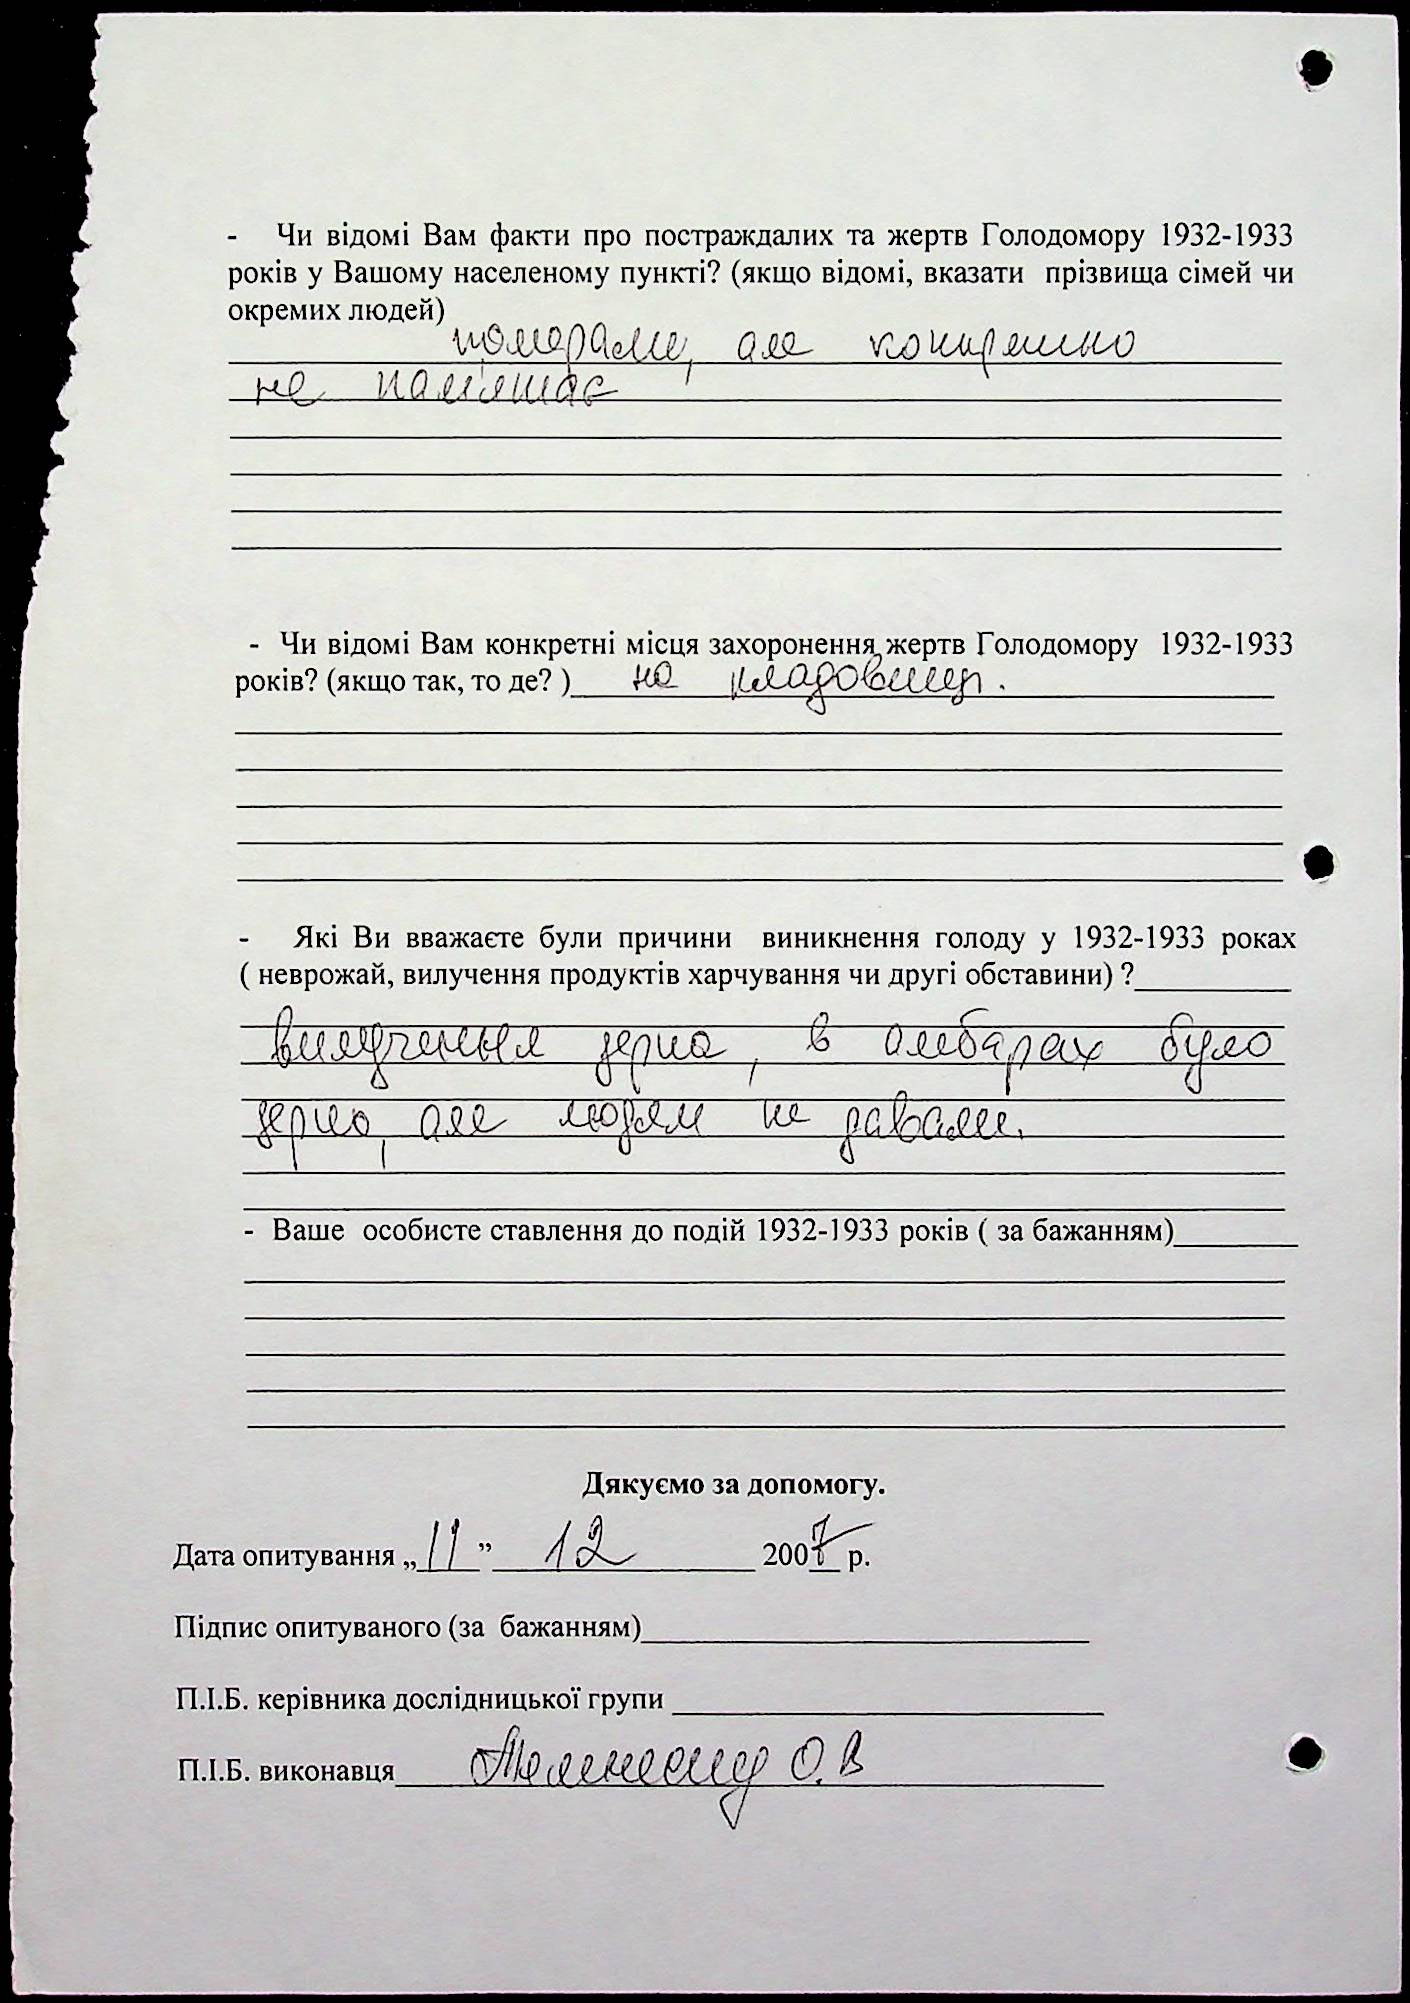 - Чи відомі Вам факти про постраждалих та жертв Голодомору 1932-1933
років у Вашому населеному пункті? (якщо відомі, вказати прізвища сімей чи
окремих людей)
помирали, але конкретно
не пам'ятає
- Чи відомі Вам конкретні місця захоронення жертв Голодомору 1932-1933
років? (якщо так, то де? ) на кладовищі.
- Які Ви вважаєте були причини виникнення голоду у 1932-1933 роках
( неврожай, вилучення продуктів харчування чи другі обставини) ?
вилучення зерна, в амбарах було
зерно, але людям не давали.
- Ваше особисте ставлення до подій 1932-1933 років ( за бажанням)
Дякуємо за допомогу.
Дата опитування „11” 12 2007 р.
Підпис опитуваного (за бажанням)
П.І.Б. керівника дослідницької групи
П.І.Б. виконавця О.В